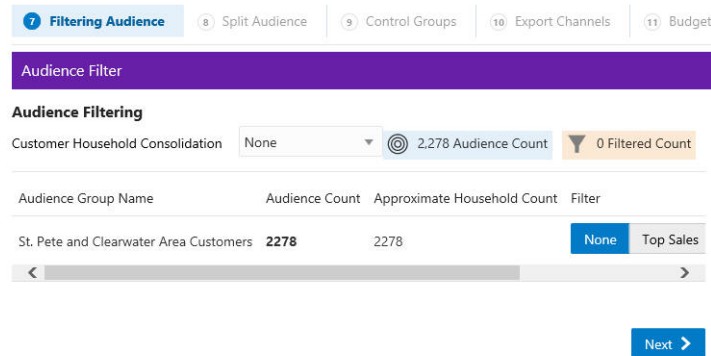 7 Filtering Audience 8 Split Audience 9 Control Groups 10 Export Channels 11 Budget
Audience Filter
Audience Filtering
Customer Household Consolidation None 2,278 Audience Count 0 Filtered Count
Audience Group Name Audience Count Approximate Household Count Filter
St. Pete and Clearwater Area Customers 2278 2278 None Top Sales
Next